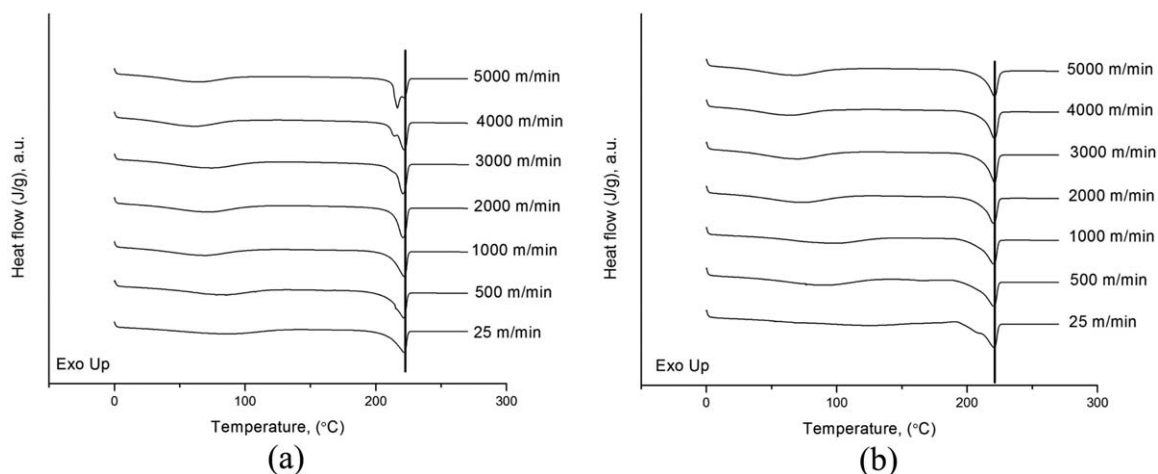 Heat flow (J/g), a.u.
5000 m/min
4000 m/min
3000 m/min
2000 m/min
1000 m/min
500 m/min
25 m/min
Exo Up
0 100 200 300
Temperature, (°C)
(a)
Heat flow (J/g), a.u.
5000 m/min
4000 m/min
3000 m/min
2000 m/min
1000 m/min
500 m/min
25 m/min
Exo Up
0 100 200 300
Temperature, (°C)
(b)